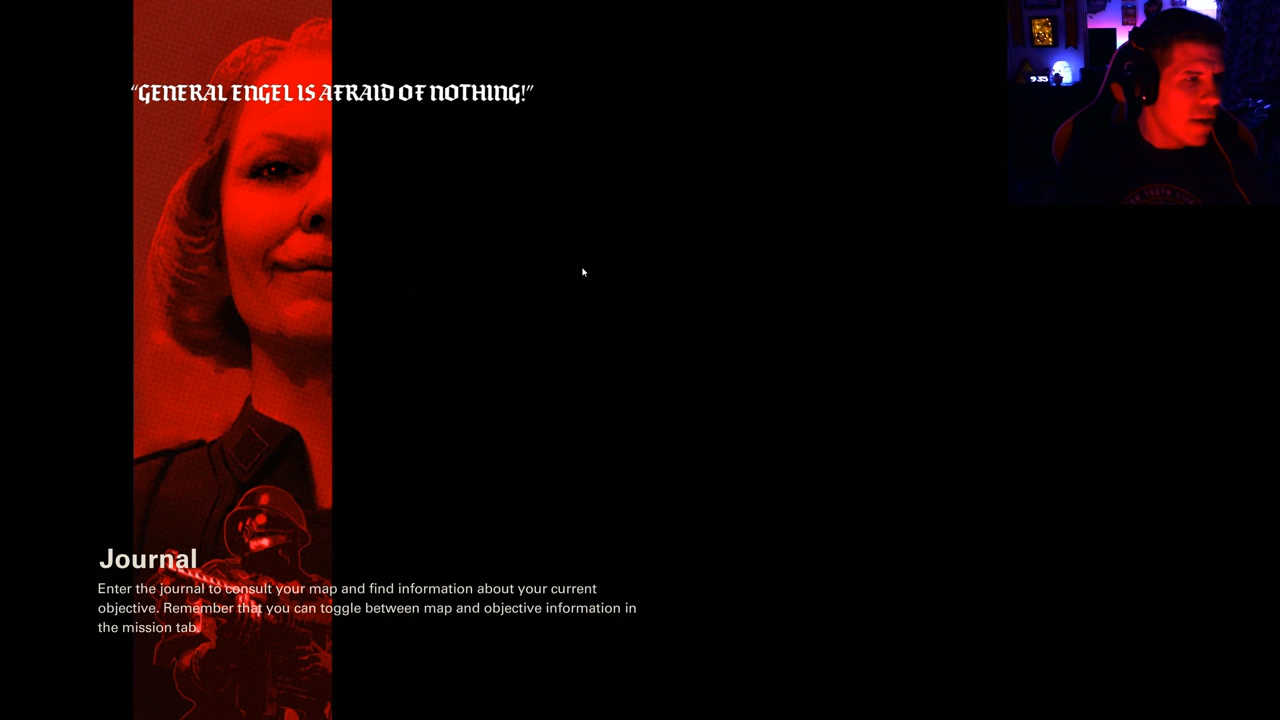 “GENERAL ENGEL IS AFRAID OF NOTHING!”
935
Journal
Enter the journal to consult your map and find information about your current
objective. Remember that you can toggle between map and objective information in
the mission tab.